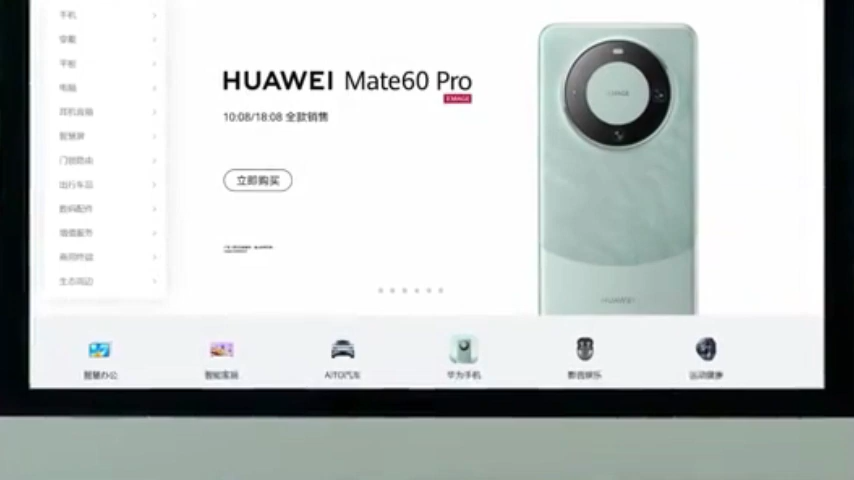 手机
穿戴
平板
电脑
耳机音箱
智慧屏
门锁路由
出行车品
数码配件
增值服务
商用终端
生态周边
HUAWEI Mate60 Pro
XMAGE
10:08/18:08 全款销售
立即购买
HUAWEI
智慧办公
智能家居
AITO汽车
华为手机
影音娱乐
运动健康